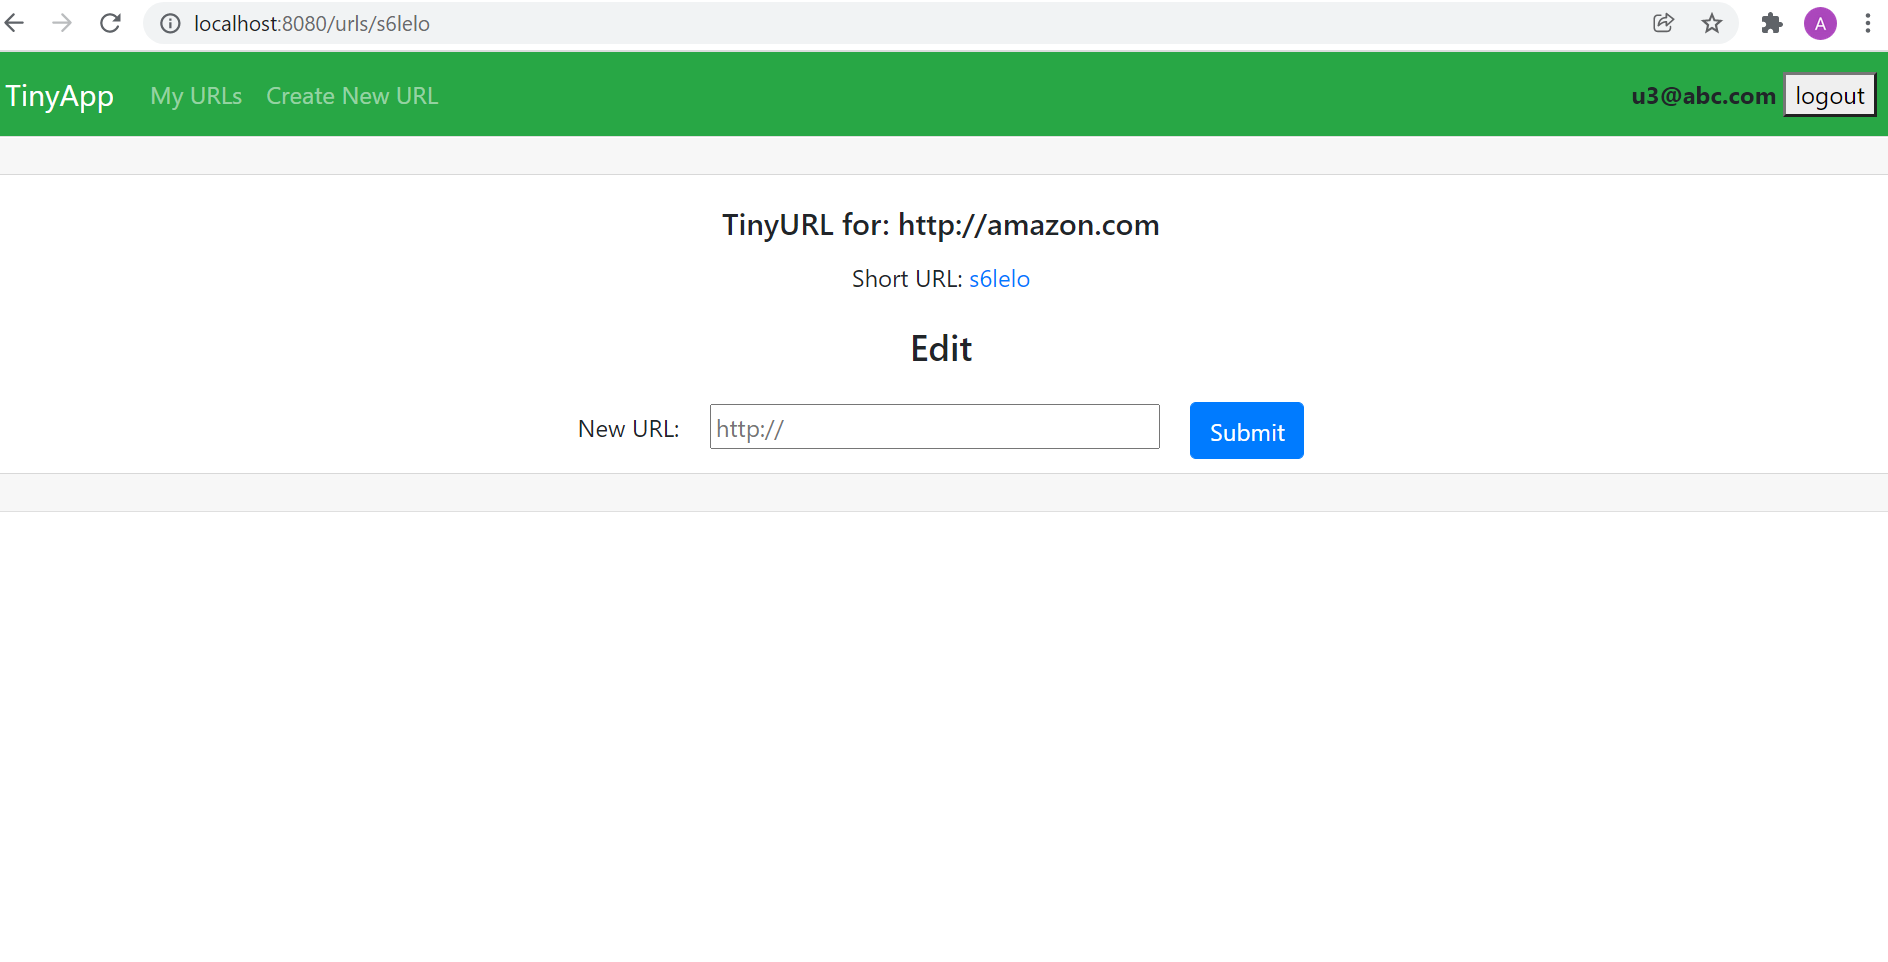 localhost:8080/urls/s6lelo
A
TinyApp My URLs Create New URL u3@abc.com logout
TinyURL for: http://amazon.com
Short URL: s6lelo
Edit
New URL: http:// Submit